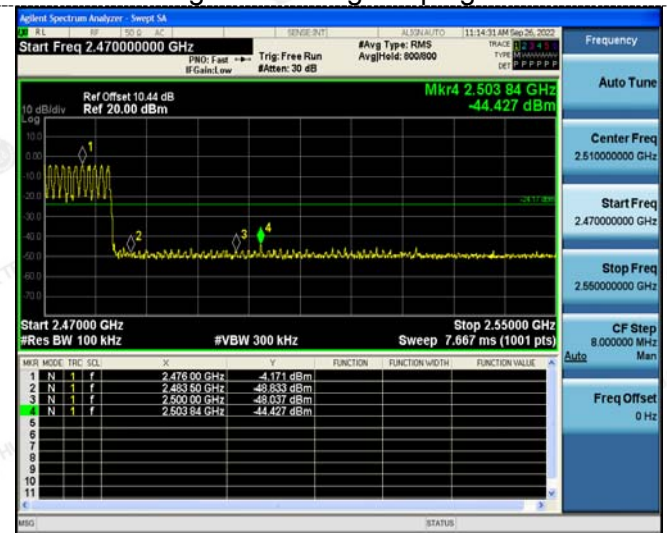 Agilent Spectrum Analyzer - Swept SA
RL RF 50 Ω AC SENSE:INT ALIGN AUTO 11:14:31 AM Sep 26, 2022
Start Freq 2.470000000 GHz
PNO: Fast
IFGain:Low
Trig: Free Run
#Atten: 30 dB
#Avg Type: RMS
Avg|Hold: 800/800
TRACE 1 2 3 4 5 6
TYPE
DET P P P P P P
Mkr4 2.503 84 GHz
-44.427 dBm
Ref Offset 10.44 dB
10 dB/div Ref 20.00 dBm
Log
10.0
0.00
-10.0
-20.0
-30.0
-40.0
-50.0
-60.0
-70.0
-24.17 dBm
1
2
3
4
Start 2.47000 GHz Stop 2.55000 GHz
#Res BW 100 kHz #VBW 300 kHz Sweep 7.667 ms (1001 pts)
MKR MODE TRC SCL X Y FUNCTION FUNCTION WIDTH FUNCTION VALUE
1 N 1 f 2.476 00 GHz -4.171 dBm
2 N 1 f 2.483 50 GHz -48.833 dBm
3 N 1 f 2.500 00 GHz -48.037 dBm
4 N 1 f 2.503 84 GHz -44.427 dBm
5
6
7
8
9
10
11
MSG STATUS
Frequency
Auto Tune
Center Freq
2.510000000 GHz
Start Freq
2.470000000 GHz
Stop Freq
2.550000000 GHz
CF Step
8.000000 MHz
Auto Man
Freq Offset
0 Hz